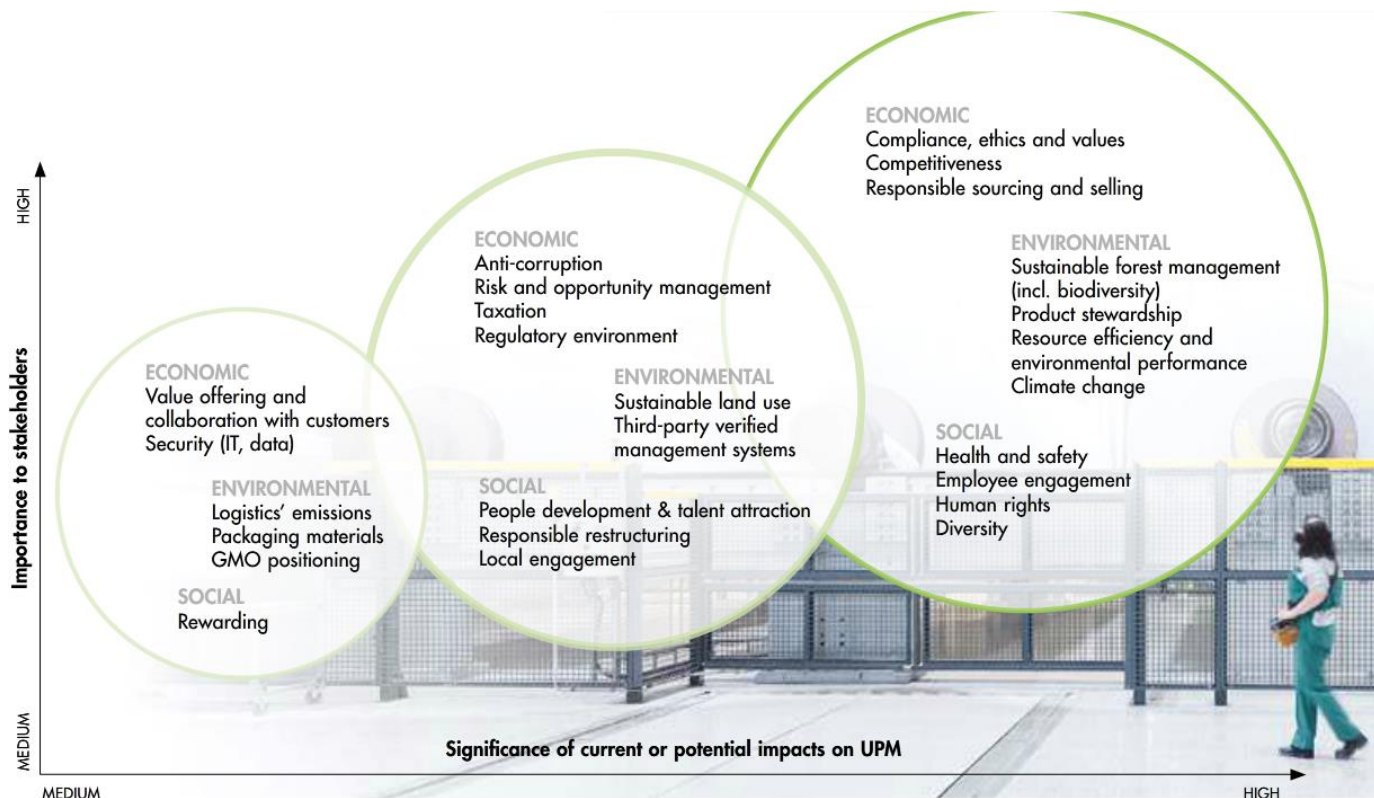 ECONOMIC
Compliance, ethics and values
Competitiveness
Responsible sourcing and selling
ENVIRONMENTAL
Sustainable forest management
(incl. biodiversity)
Product stewardship
Resource efficiency and
environmental performance
Climate change
SOCIAL
Health and safety
Employee engagement
Human rights
Diversity
ECONOMIC
Anti-corruption
Risk and opportunity management
Taxation
Regulatory environment
ENVIRONMENTAL
Sustainable land use
Third-party verified
management systems
SOCIAL
People development & talent attraction
Responsible restructuring
Local engagement
ECONOMIC
Value offering and
collaboration with customers
Security (IT, data)
ENVIRONMENTAL
Logistics’ emissions
Packaging materials
GMO positioning
SOCIAL
Rewarding
HIGH
Importance to stakeholders
MEDIUM
Significance of current or potential impacts on UPM
MEDIUM
HIGH